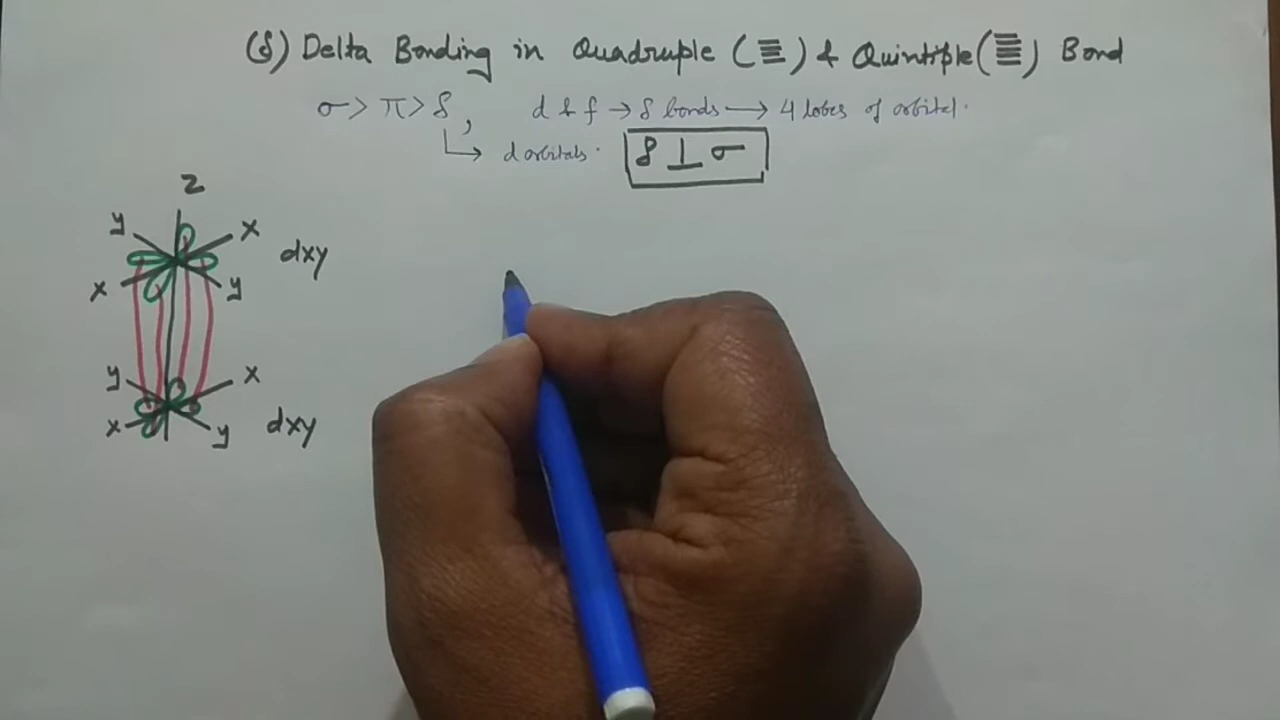 (δ) Delta Bonding in Quadruple (≣) & Quintiple (≣) Bond
σ > π > δ, d & f → δ bonds → 4 lobes of orbital.
↳ d orbitals. δ ⊥ σ
z
y x
dxy
x y
y x
x y dxy